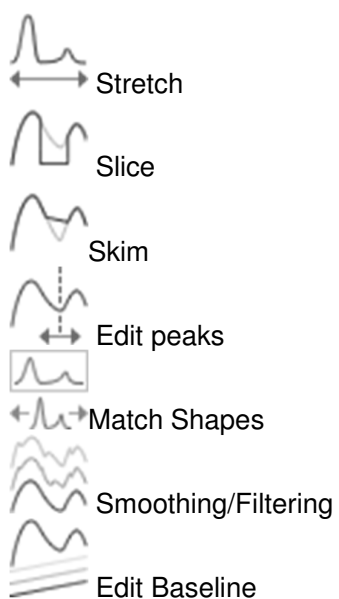 Stretch
Slice
Skim
Edit peaks
Match Shapes
Smoothing/Filtering
Edit Baseline